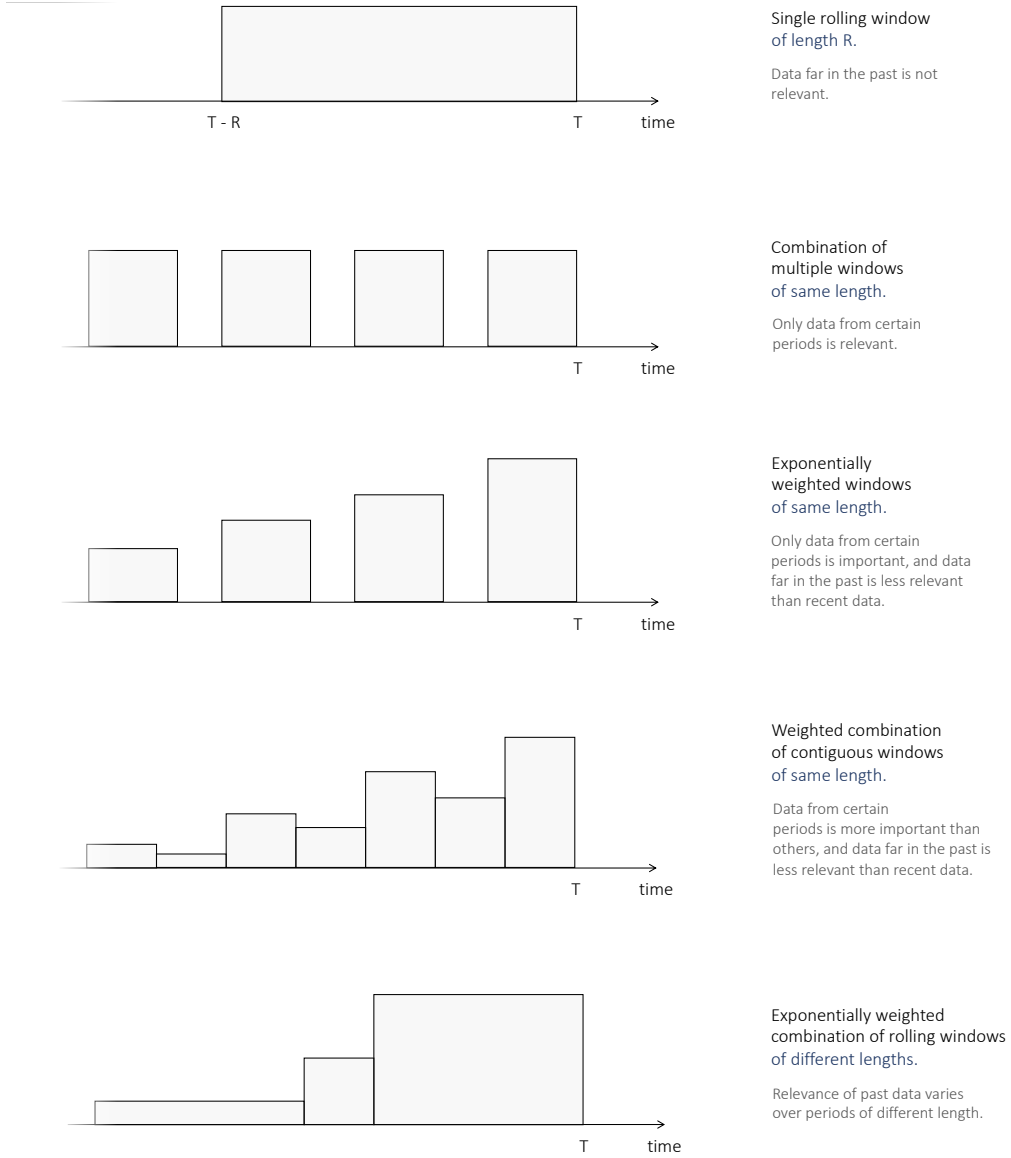 Single rolling window
of length R.
Data far in the past is not
relevant.
T - R
T
time
Combination of
multiple windows
of same length.
Only data from certain
periods is relevant.
T
time
Exponentially
weighted windows
of same length.
Only data from certain
periods is important, and data
far in the past is less relevant
than recent data.
T
time
Weighted combination
of contiguous windows
of same length.
Data from certain
periods is more important than
others, and data far in the past is
less relevant than recent data.
T
time
Exponentially weighted
combination of rolling windows
of different lengths.
Relevance of past data varies
over periods of different length.
T
time